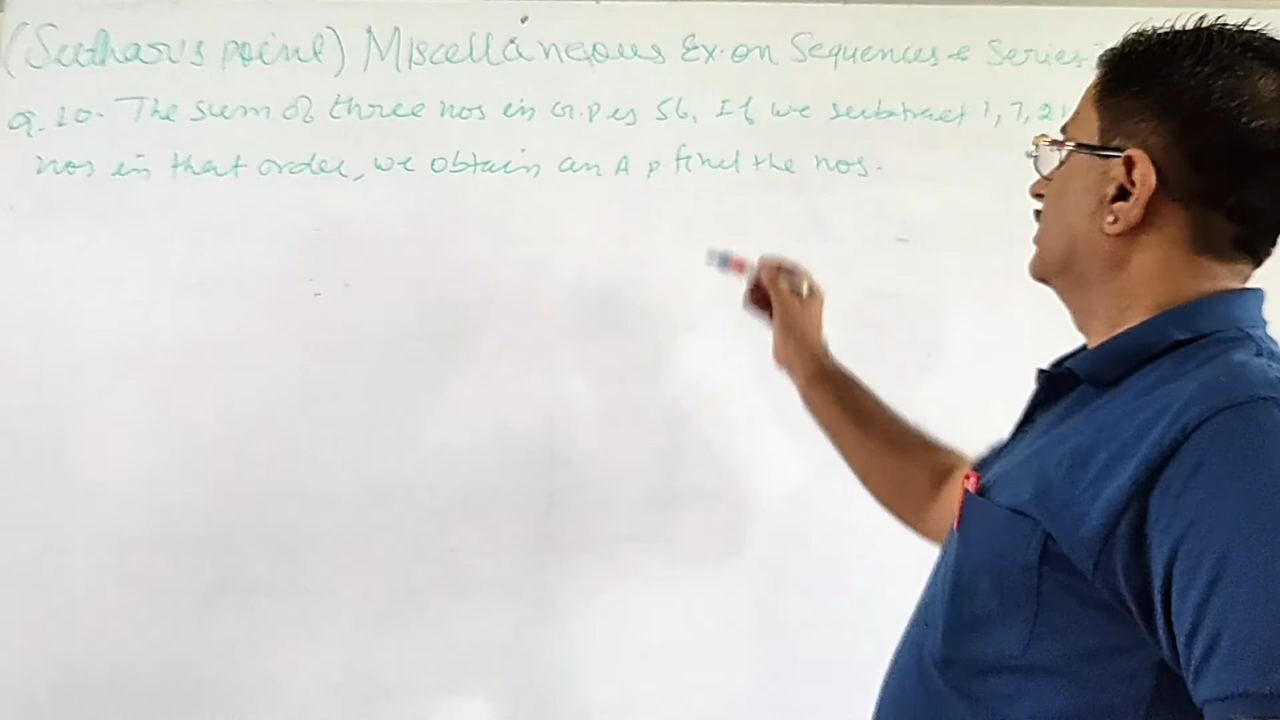 (Suthar's point) Miscellaneous Ex. on Sequences & Series
Q. 10. The sum of three nos in G.P is 56. If we subtract 1, 7, 21
nos in that order, we obtain an A p find the nos.